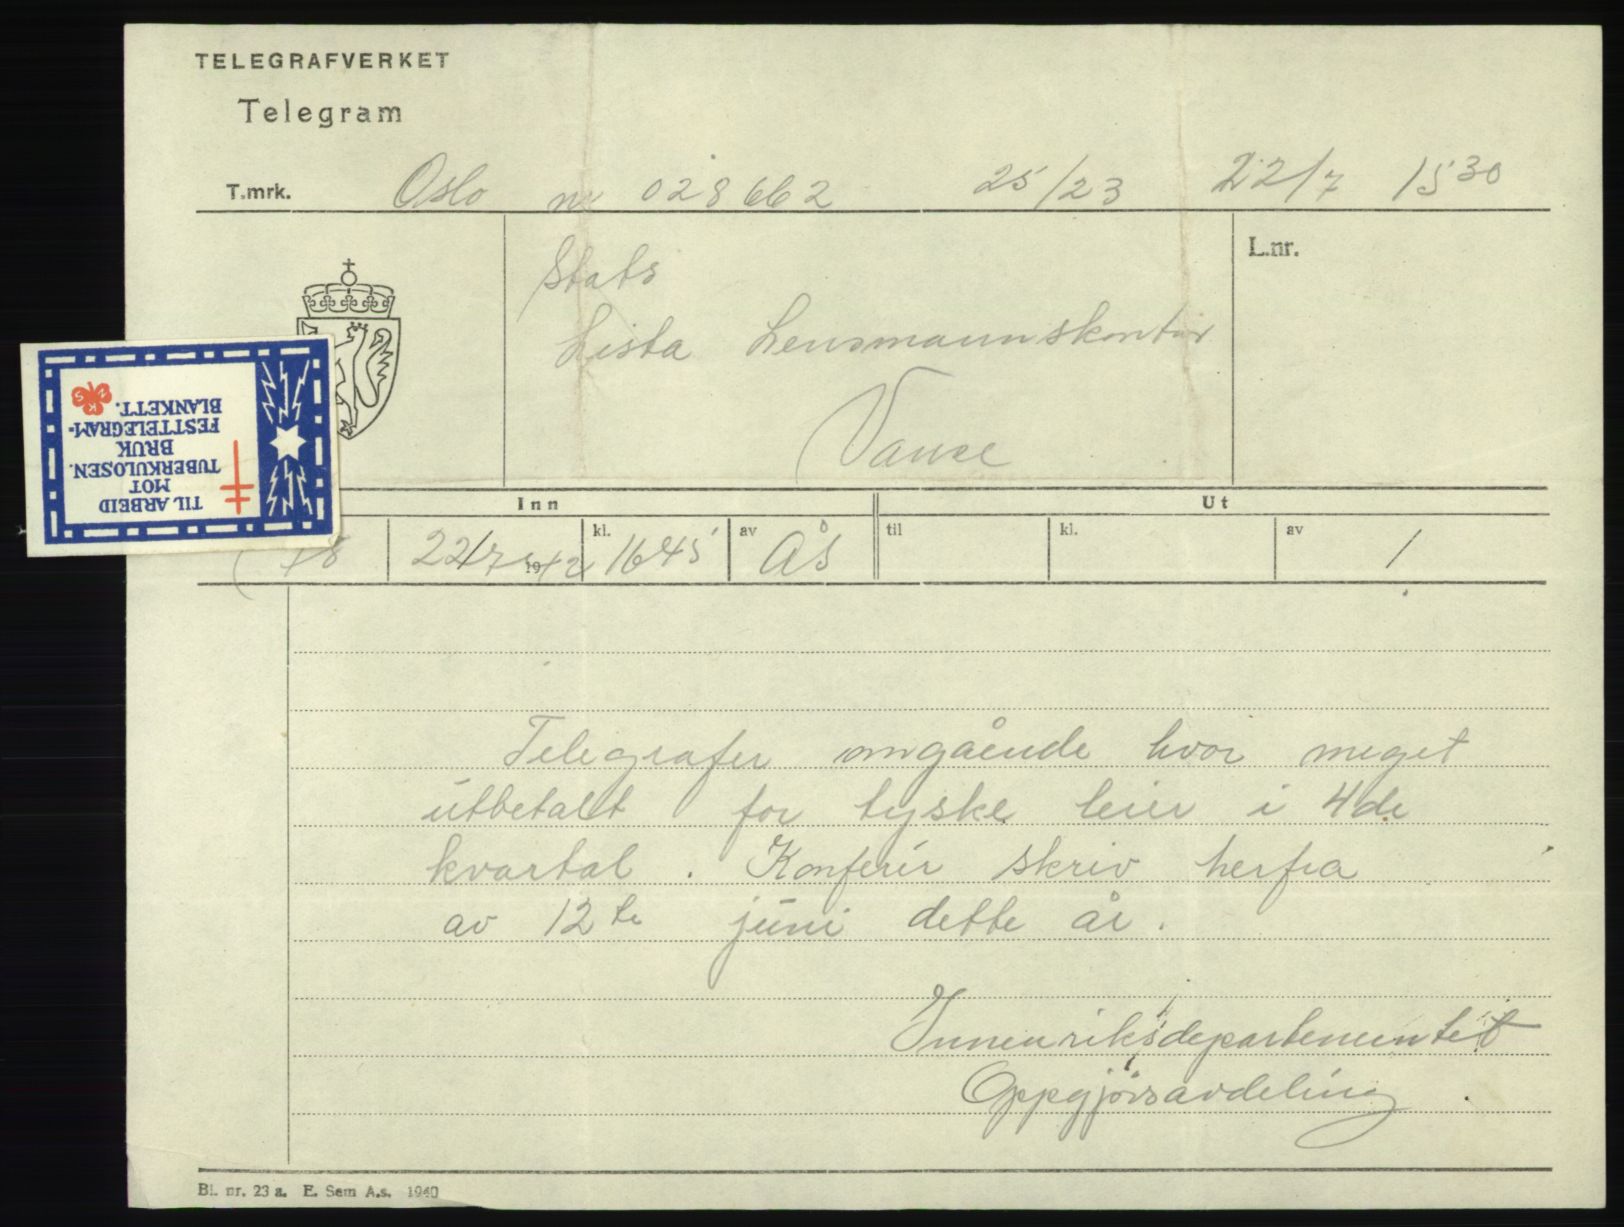 TELEGRAFVERKET
Telegram
T.mrk. Oslo nr 028662 25/23 22/7 1530
Stats
Lista Lensmannskontor
Vanse
L.nr.
TIL ARBEID
MOT
TUBERKULOSEN.
BRUK
FESTTELEGRAM-
BLANKETT.
N K S
Inn Ut
22/7 1942 kl. 1645 av ÅS til kl. av
Telegrafer omgående hvor meget
utbetalt for tyske leier i 4de
kvartal . Konferér skriv herfra
av 12te juni dette år .
Innenriksdepartementet
Oppgjörsavdeling .
Bl. nr. 23 a. E. Sem A.s. 1940